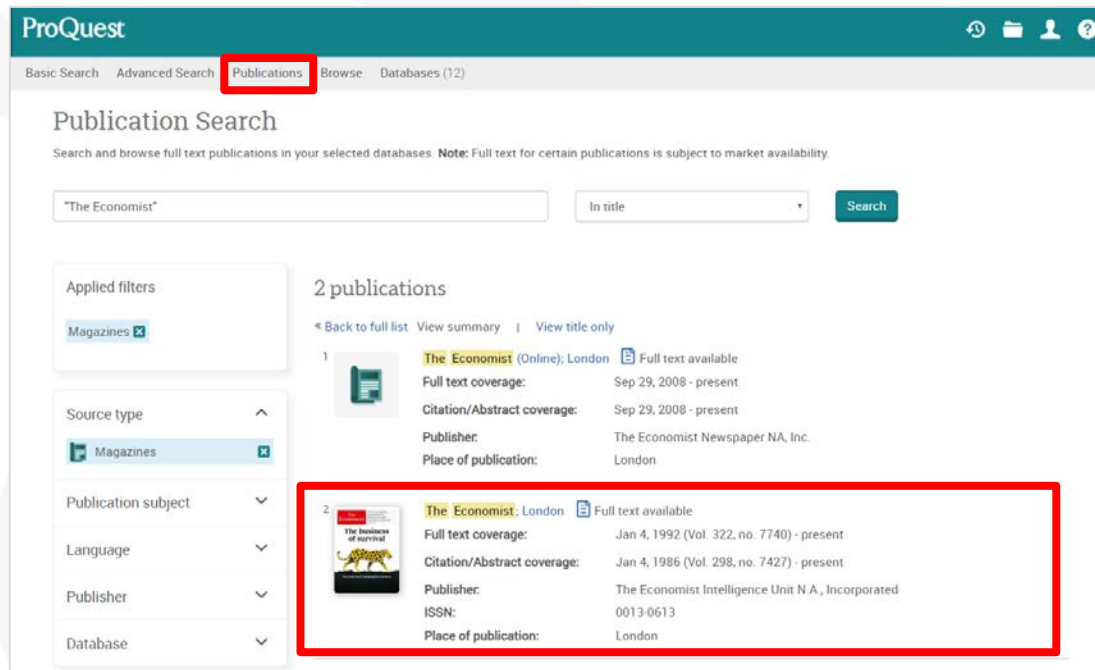 ProQuest
Basic Search Advanced Search Publications Browse Databases (12)
Publication Search
Search and browse full text publications in your selected databases. Note: Full text for certain publications is subject to market availability.
"The Economist" In title Search
Applied filters
Magazines
Source type
Magazines
Publication subject
Language
Publisher
Database
2 publications
« Back to full list View summary | View title only
1 The Economist (Online); London Full text available
Full text coverage: Sep 29, 2008 - present
Citation/Abstract coverage: Sep 29, 2008 - present
Publisher: The Economist Newspaper NA, Inc.
Place of publication: London
2 The Economist; London Full text available
The business
of survival
Full text coverage: Jan 4, 1992 (Vol. 322, no. 7740) - present
Citation/Abstract coverage: Jan 4, 1986 (Vol. 298, no. 7427) - present
Publisher: The Economist Intelligence Unit N.A., Incorporated
ISSN: 0013-0613
Place of publication: London